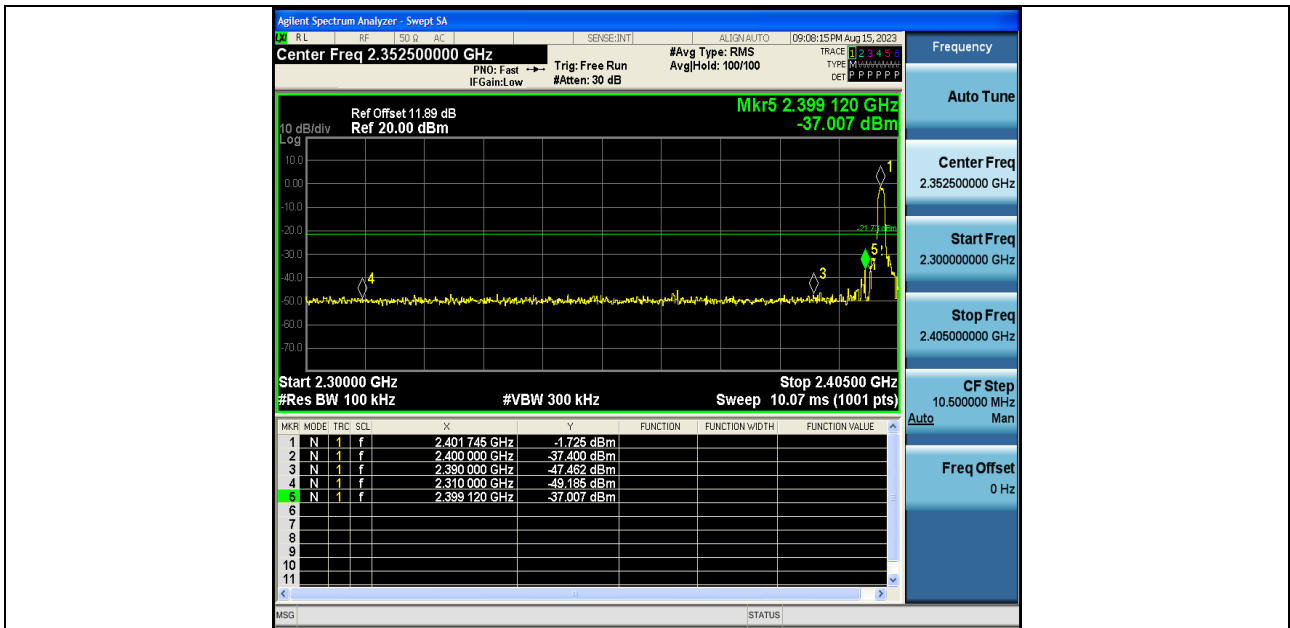 Agilent Spectrum Analyzer - Swept SA
RL RF 50 Ω AC SENSE:INT ALIGN AUTO 09:08:15 PM Aug 15, 2023
Center Freq 2.352500000 GHz
PNO: Fast
IFGain:Low
Trig: Free Run
#Atten: 30 dB
#Avg Type: RMS
Avg|Hold: 100/100
TRACE 1 2 3 4 5 6
TYPE M
DET P P P P P P
Ref Offset 11.89 dB
10 dB/div Ref 20.00 dBm
Log
Mkr5 2.399 120 GHz
-37.007 dBm
10.0
0.00
-10.0
-20.0
-30.0
-40.0
-50.0
-60.0
-70.0
1
5
3
4
Start 2.30000 GHz Stop 2.40500 GHz
#Res BW 100 kHz #VBW 300 kHz Sweep 10.07 ms (1001 pts)
MKR MODE TRC SCL X Y FUNCTION FUNCTION WIDTH FUNCTION VALUE
1 N 1 f 2.401 745 GHz -1.725 dBm
2 N 1 f 2.400 000 GHz -37.400 dBm
3 N 1 f 2.390 000 GHz -47.462 dBm
4 N 1 f 2.310 000 GHz -49.185 dBm
5 N 1 f 2.399 120 GHz -37.007 dBm
6
7
8
9
10
11
MSG STATUS
Frequency
Auto Tune
Center Freq
2.352500000 GHz
Start Freq
2.300000000 GHz
Stop Freq
2.405000000 GHz
CF Step
10.500000 MHz
Auto Man
Freq Offset
0 Hz